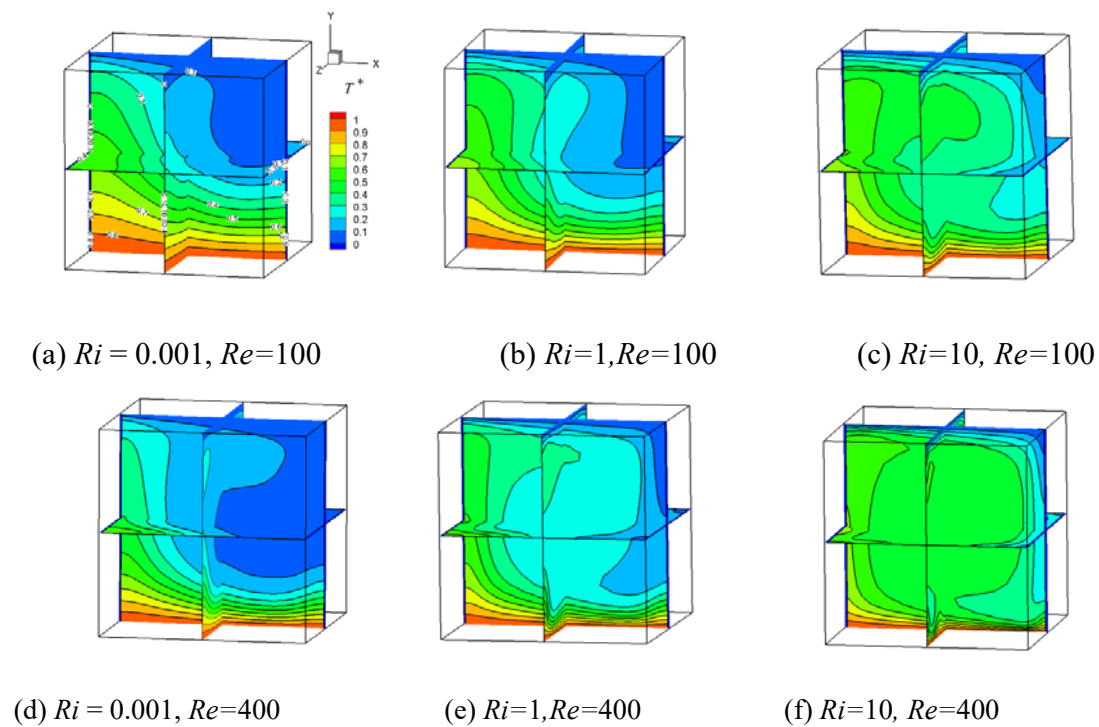 Y
Z
X
T*
1
0.9
0.8
0.7
0.6
0.5
0.4
0.3
0.2
0.1
0
(a) Ri = 0.001, Re=100
(b) Ri=1,Re=100
(c) Ri=10, Re=100
(d) Ri = 0.001, Re=400
(e) Ri=1,Re=400
(f) Ri=10, Re=400